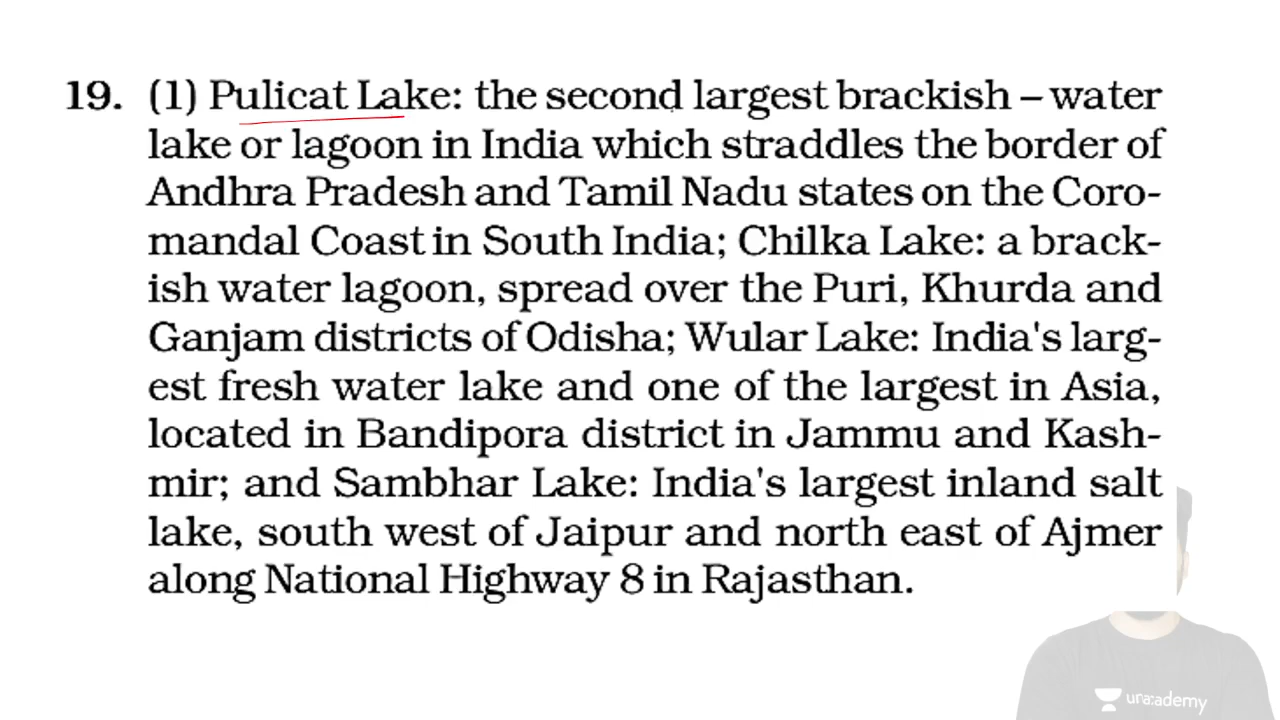 19. (1) Pulicat Lake: the second largest brackish – water
lake or lagoon in India which straddles the border of
Andhra Pradesh and Tamil Nadu states on the Coro-
mandal Coast in South India; Chilka Lake: a brack-
ish water lagoon, spread over the Puri, Khurda and
Ganjam districts of Odisha; Wular Lake: India's larg-
est fresh water lake and one of the largest in Asia,
located in Bandipora district in Jammu and Kash-
mir; and Sambhar Lake: India's largest inland salt
lake, south west of Jaipur and north east of Ajmer
along National Highway 8 in Rajasthan.
unacademy